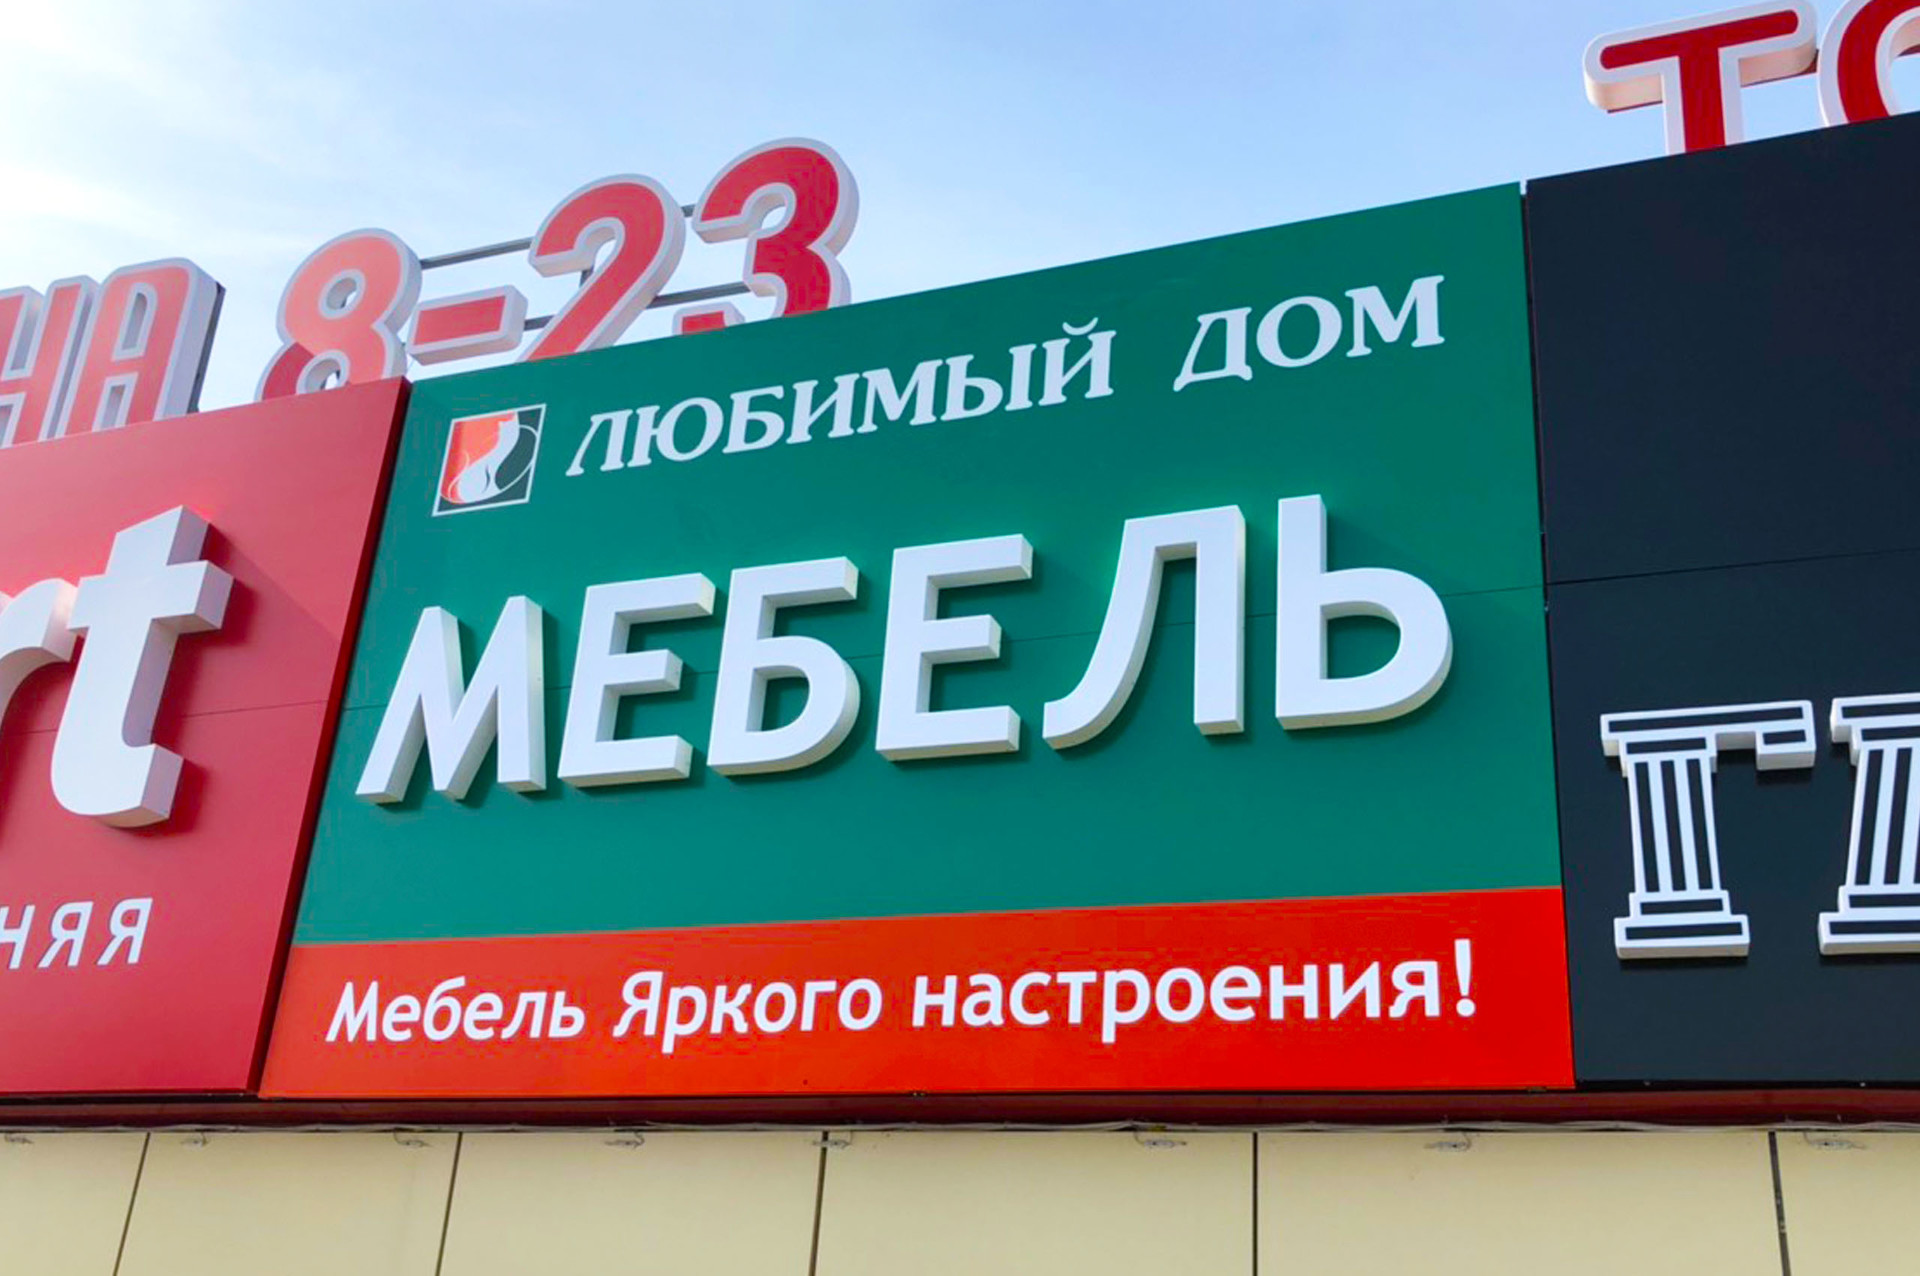 8-23
ЛЮБИМЫЙ ДОМ
МЕБЕЛЬ
Мебель Яркого настроения!